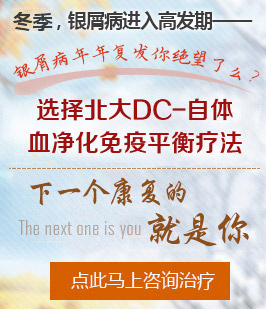 冬季，银屑病进入高发期——
银屑病年年复发你绝望了么？
选择北大DC-自体
血净化免疫平衡疗法
下一个康复的
The next one is you 就是你
点此马上咨询治疗